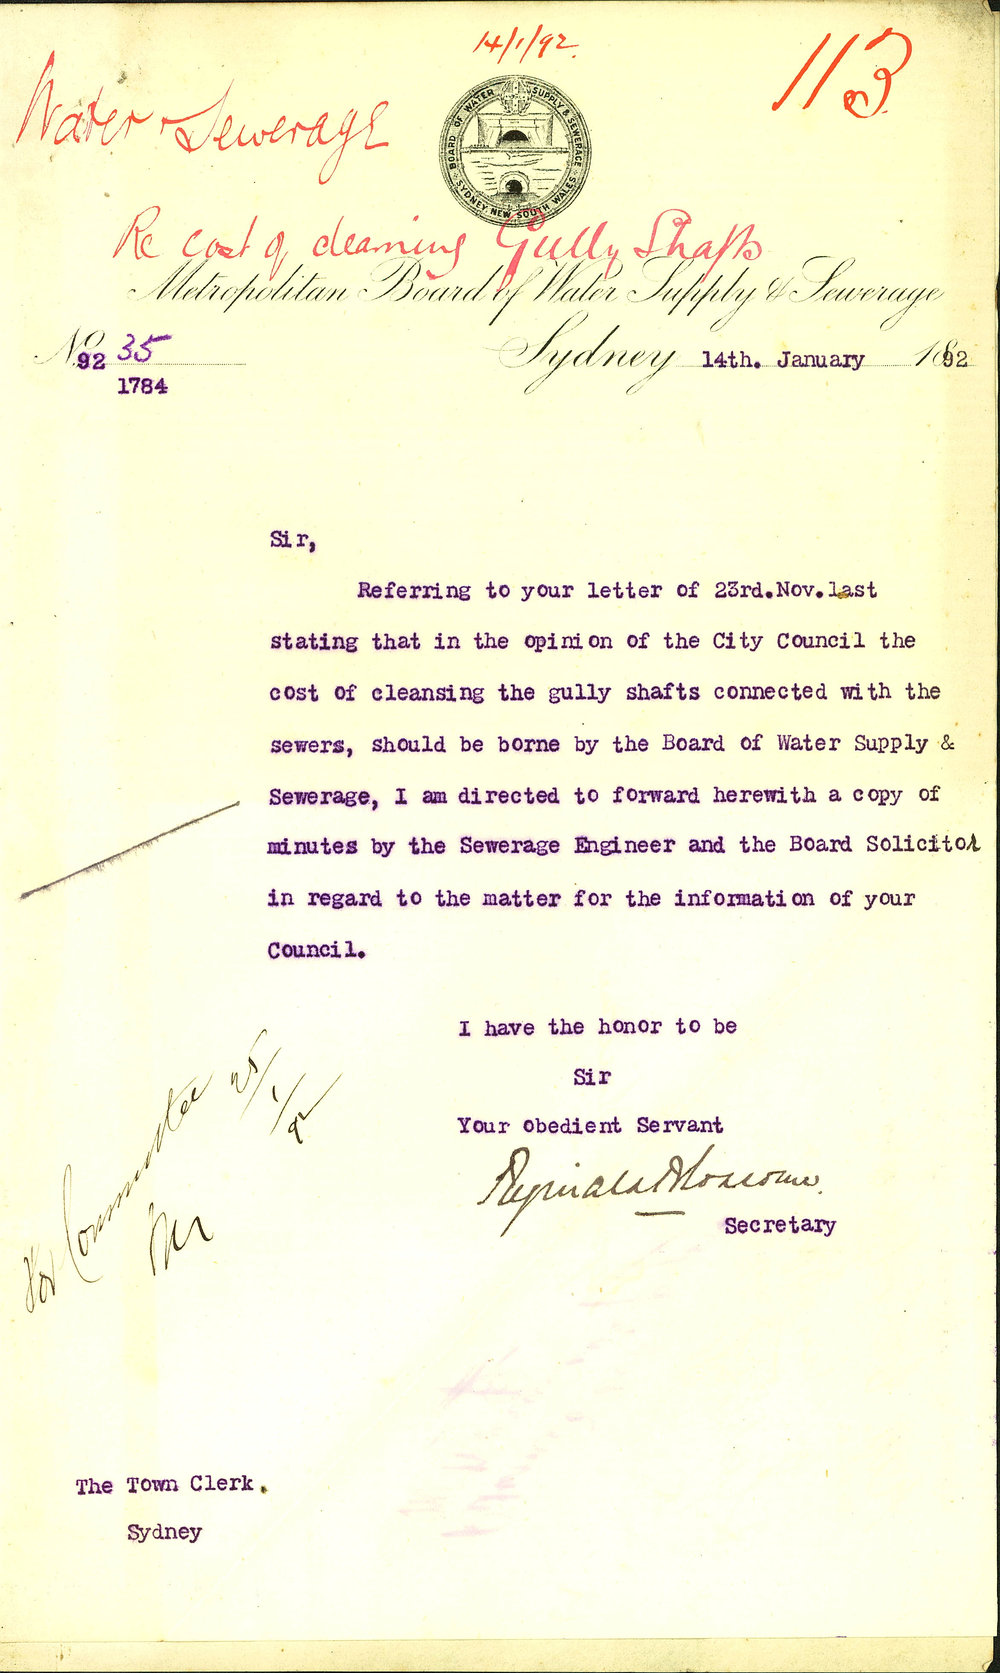 14/1/92.
113
Water & Sewerage
BOARD OF WATER SUPPLY & SEWERAGE
SYDNEY NEW SOUTH WALES
Re cost of cleaning Gully Shafts
Metropolitan Board of Water Supply & Sewerage
No 92 35
1784
Sydney 14th. January 1892
Sir,
Referring to your letter of 23rd.Nov.last
stating that in the opinion of the City Council the
cost of cleansing the gully shafts connected with the
sewers, should be borne by the Board of Water Supply &
Sewerage, I am directed to forward herewith a copy of
minutes by the Sewerage Engineer and the Board Solicitor
in regard to the matter for the information of your
Council.
I have the honor to be
Sir
Your obedient Servant
Reginald
Secretary
For Committee 25/1/92
The Town Clerk.
Sydney